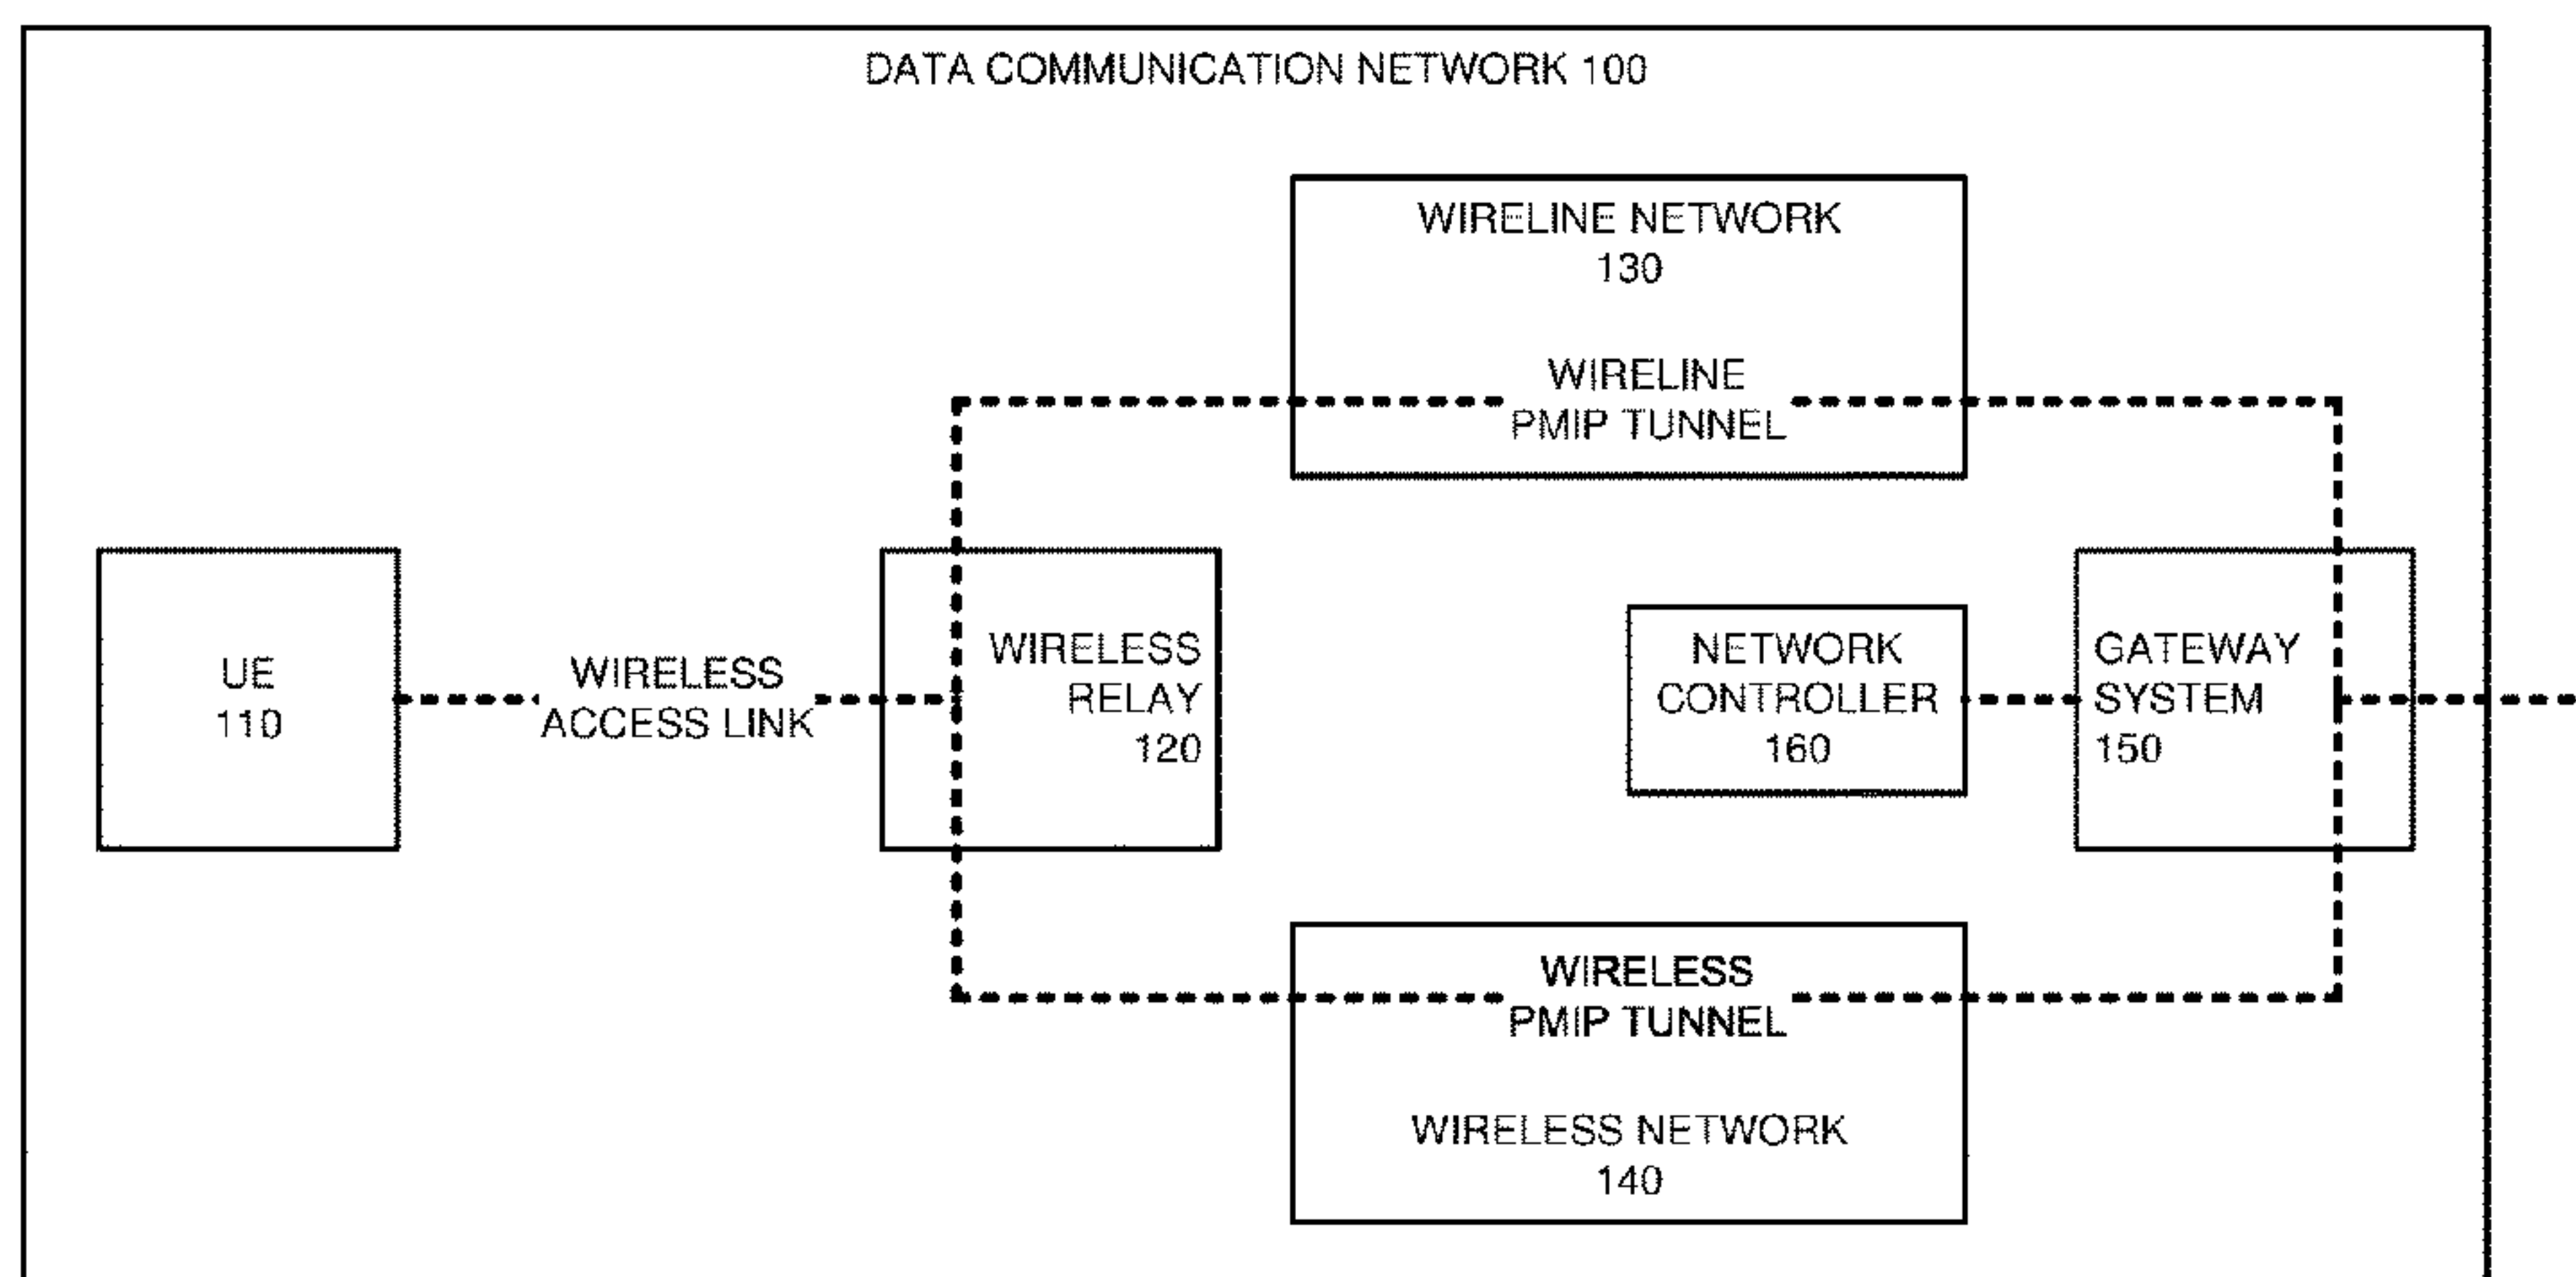 DATA COMMUNICATION NETWORK 100
WIRELINE NETWORK
130
WIRELINE
PMIP TUNNEL
UE
110
WIRELESS
ACCESS LINK
WIRELESS
RELAY
120
NETWORK
CONTROLLER
160
GATEWAY
SYSTEM
150
WIRELESS
PMIP TUNNEL
WIRELESS NETWORK
140